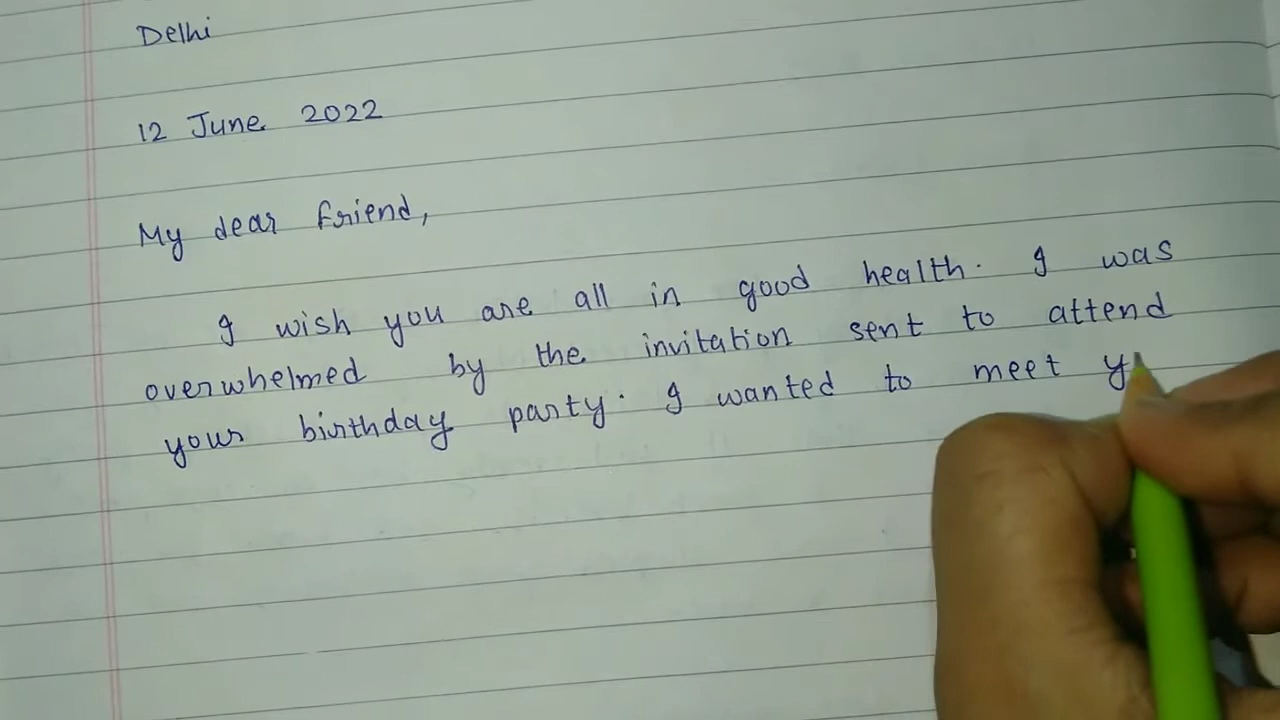 Delhi
12 June 2022
My dear friend,
I wish you are all in good health. I was
overwhelmed by the invitation sent to attend
your birthday party. I wanted to meet y